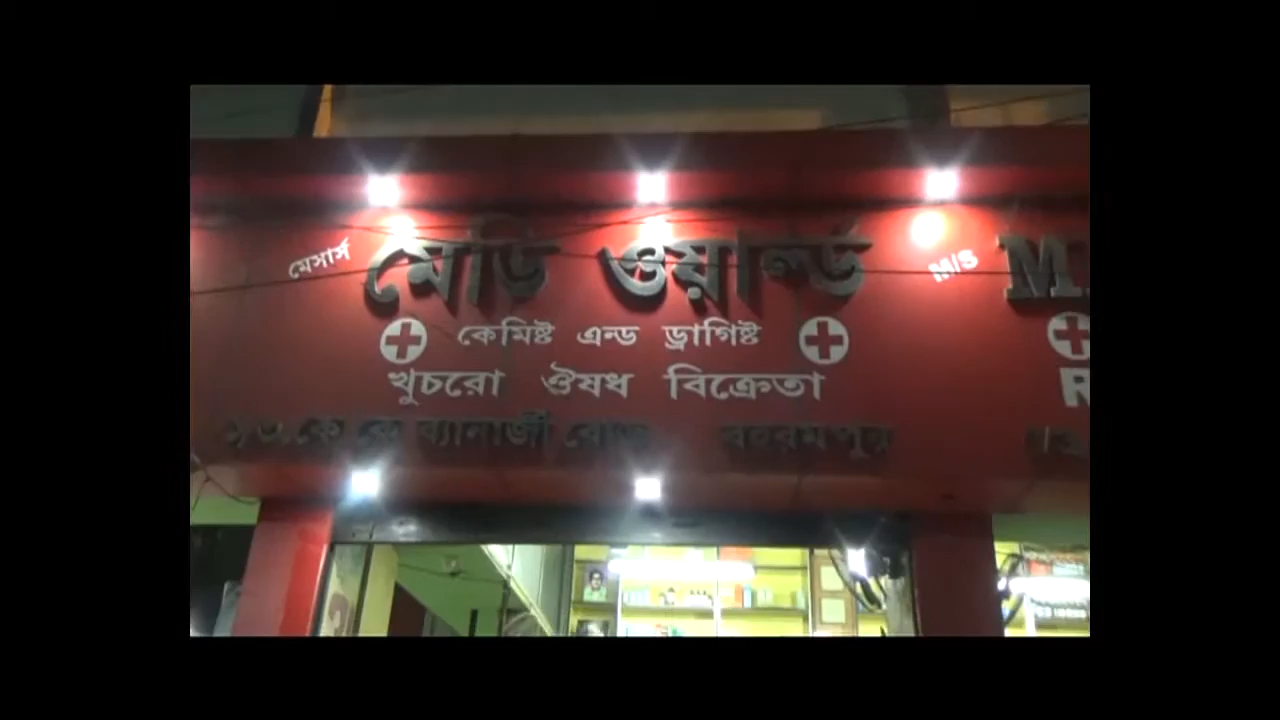 মেসার্স মেডি ওয়ার্ল্ড M/S
কেমিষ্ট এন্ড ড্রাগিষ্ট
খুচরো ঔষধ বিক্রেতা
কে কে ব্যানার্জী রোড বহরমপুর